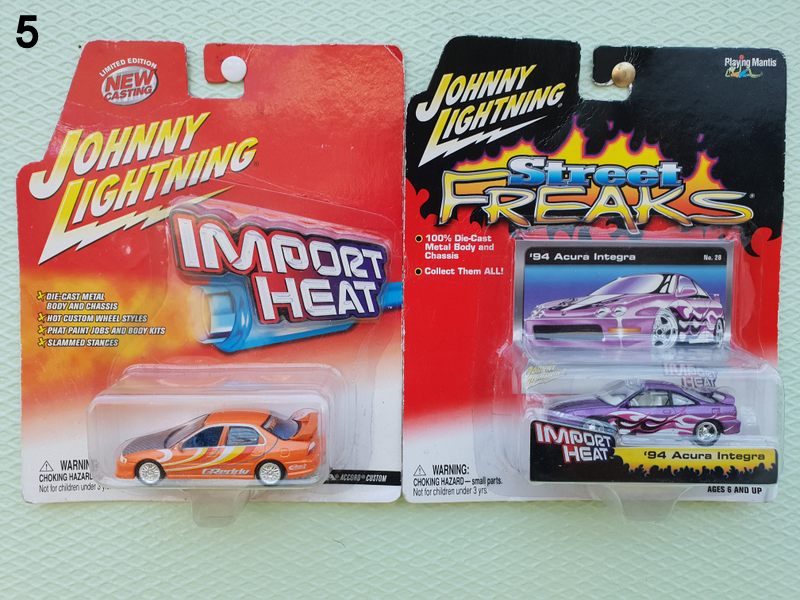 5
LIMITED EDITION
NEW
CASTING
JOHNNY
LIGHTNING
IMPORT
HEAT
DIE-CAST METAL
BODY AND CHASSIS
HOT CUSTOM WHEEL STYLES
PHAT PAINT JOBS AND BODY KITS
SLAMMED STANCES
GReddy
WARNIN
CHOKING HAZAR
Not for children under 3 y
ACCORD® CUSTOM
Playing Mantis
JOHNNY
LIGHTNING
Street
FREAKS
100% Die-Cast
Metal Body and
Chassis
Collect Them ALL!
'94 Acura Integra No. 28
IMPORT
HEAT
IMPORT
HEAT
'94 Acura Integra
WARNING:
CHOKING HAZARD—small parts.
Not for children under 3 yrs.
AGES 6 AND UP